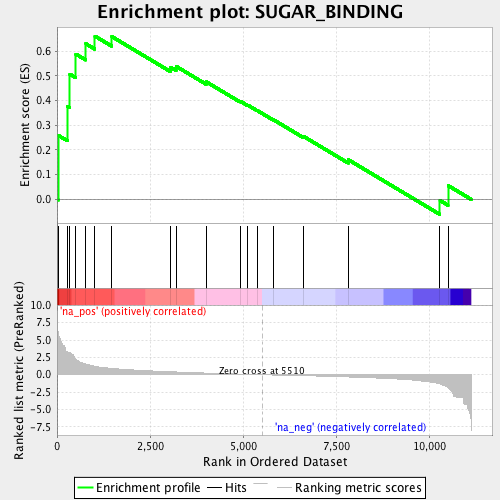 Enrichment plot: SUGAR_BINDING
Enrichment score (ES)
0.6
0.5
0.4
0.3
0.2
0.1
0.0
'na_pos' (positively correlated)
Ranked list metric (PreRanked)
10.0
7.5
5.0
2.5
0.0
-2.5
-5.0
-7.5
Zero cross at 5510
'na_neg' (negatively correlated)
0
2,500
5,000
7,500
10,000
Rank in Ordered Dataset
Enrichment profile
Hits
Ranking metric scores